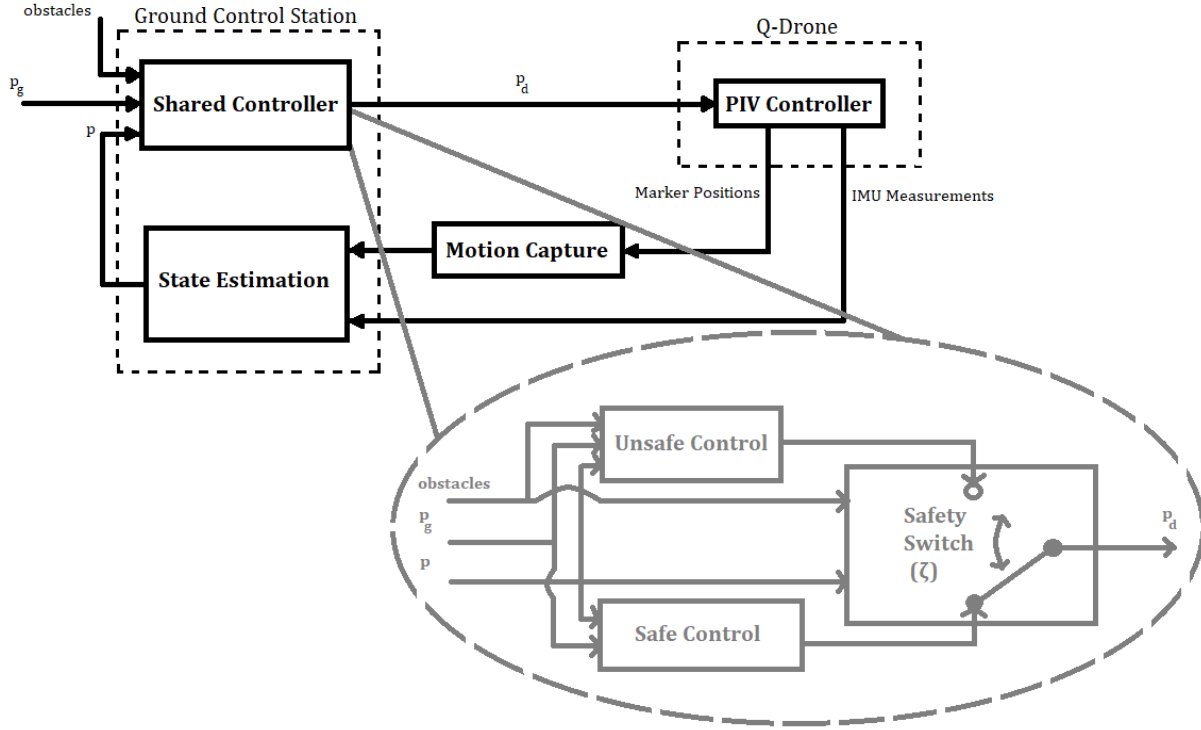 obstacles
Ground Control Station
Q-Drone
p_g
Shared Controller
p_d
PIV Controller
p
Marker Positions
IMU Measurements
State Estimation
Motion Capture
Unsafe Control
obstacles
p_g
p
Safety
Switch
(ζ)
p_d
Safe Control